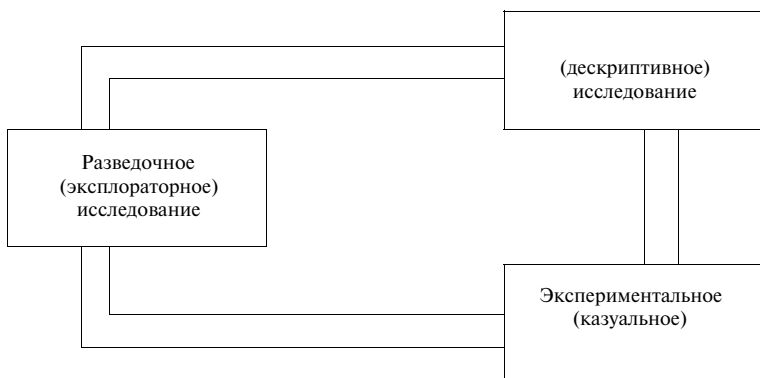 (дескриптивное)
исследование
Разведочное
(эксплораторное)
исследование
Экспериментальное
(казуальное)